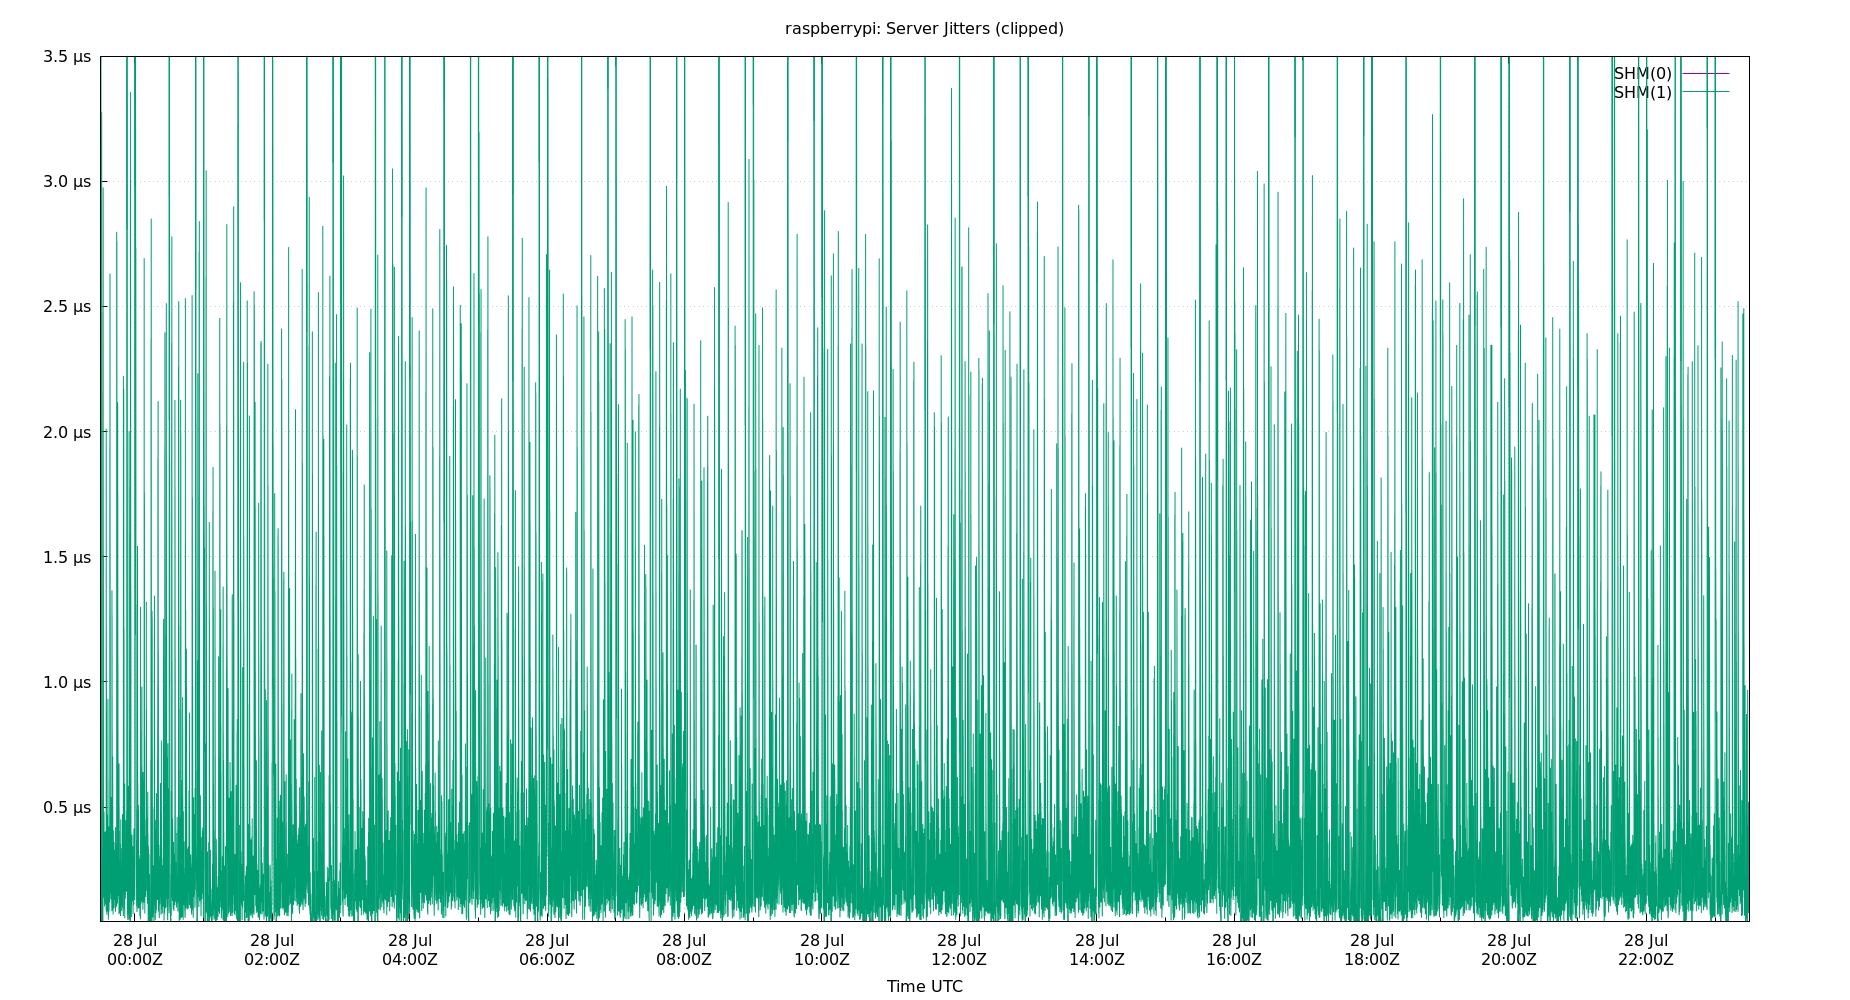 raspberrypi: Server Jitters (clipped)
3.5 µs
3.0 µs
2.5 µs
2.0 µs
1.5 µs
1.0 µs
0.5 µs
SHM(0)
SHM(1)
28 Jul 28 Jul 28 Jul 28 Jul 28 Jul 28 Jul 28 Jul 28 Jul 28 Jul 28 Jul 28 Jul 28 Jul
00:00Z 02:00Z 04:00Z 06:00Z 08:00Z 10:00Z 12:00Z 14:00Z 16:00Z 18:00Z 20:00Z 22:00Z
Time UTC